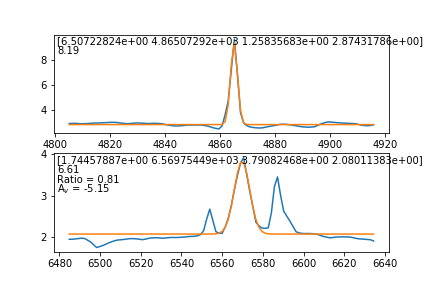 [6.50722824e+00 4.86507292e+03 1.25835683e+00 2.87431786e+00]
8.19
8
6
4
4800 4820 4840 4860 4880 4900 4920
[1.74457887e+00 6.56975449e+03 3.79082468e+00 2.08011383e+00]
6.61
Ratio = 0.81
Av = -5.15
4
3
2
6480 6500 6520 6540 6560 6580 6600 6620 6640